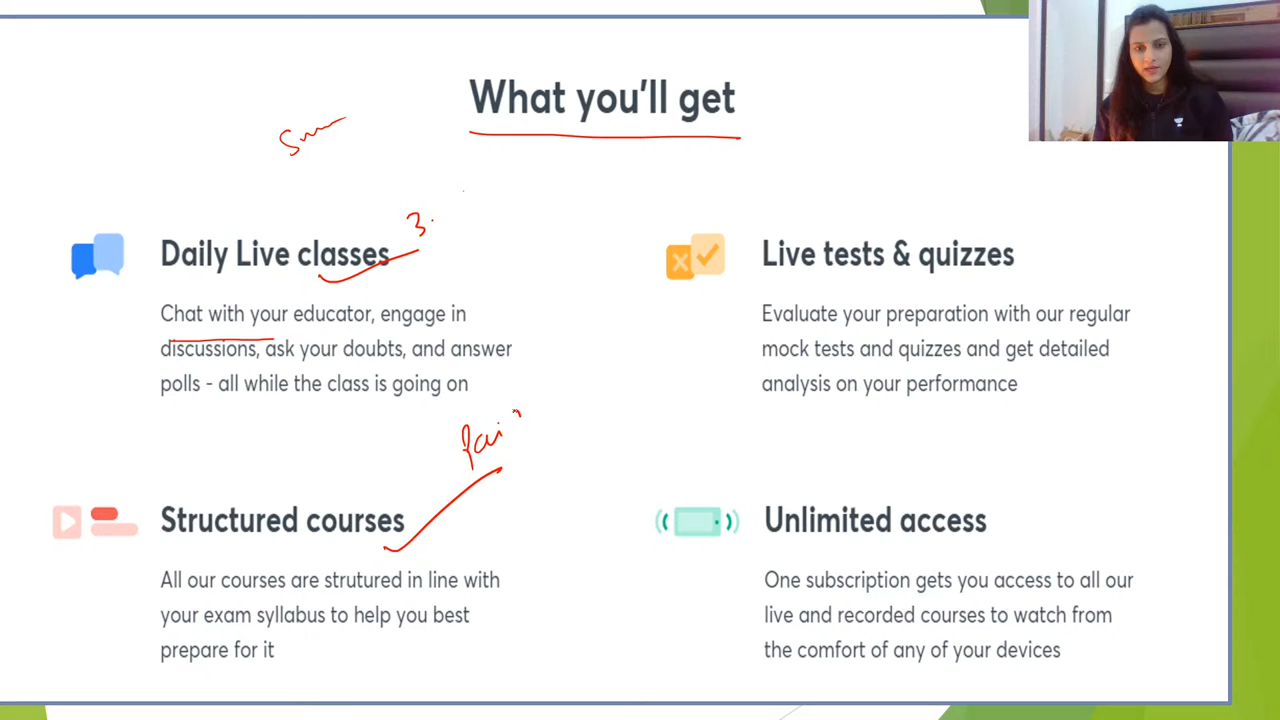 What you'll get
3.
Daily Live classes
Chat with your educator, engage in
discussions, ask your doubts, and answer
polls - all while the class is going on
Live tests & quizzes
Evaluate your preparation with our regular
mock tests and quizzes and get detailed
analysis on your performance
Structured courses
All our courses are strutured in line with
your exam syllabus to help you best
prepare for it
Unlimited access
One subscription gets you access to all our
live and recorded courses to watch from
the comfort of any of your devices